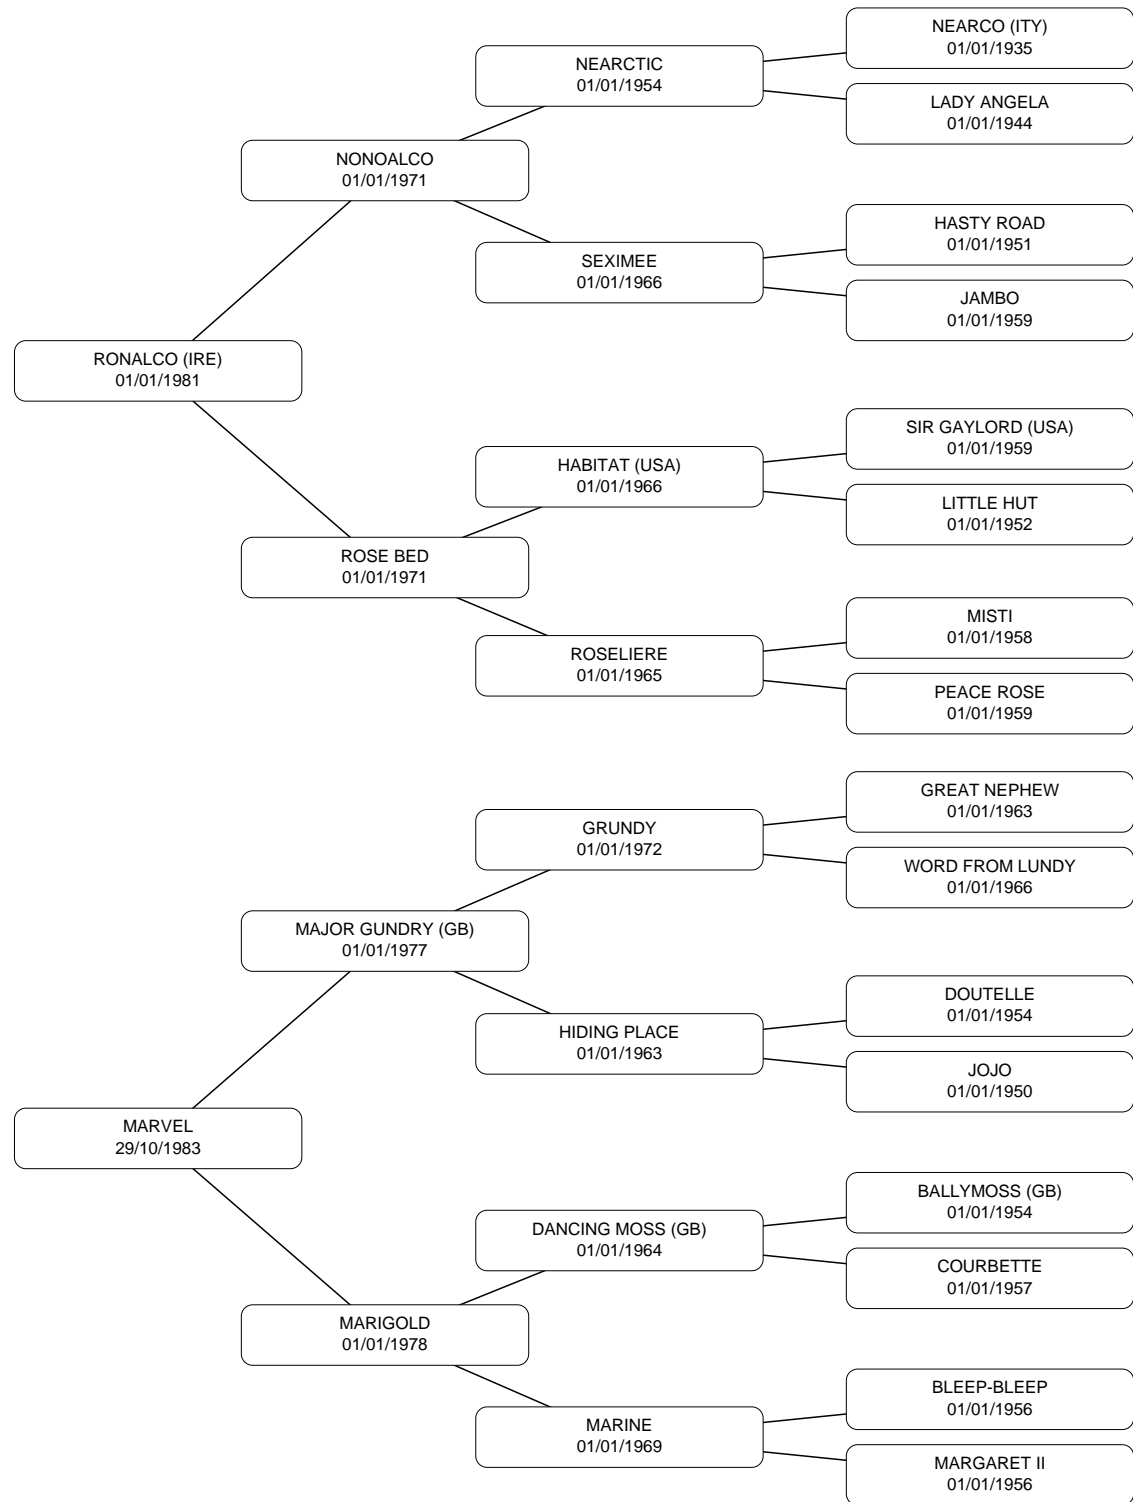 NEARCO (ITY)
01/01/1935
NEARCTIC
01/01/1954
LADY ANGELA
01/01/1944
NONOALCO
01/01/1971
HASTY ROAD
01/01/1951
SEXIMEE
01/01/1966
JAMBO
01/01/1959
RONALCO (IRE)
01/01/1981
SIR GAYLORD (USA)
01/01/1959
HABITAT (USA)
01/01/1966
LITTLE HUT
01/01/1952
ROSE BED
01/01/1971
MISTI
01/01/1958
ROSELIERE
01/01/1965
PEACE ROSE
01/01/1959
GREAT NEPHEW
01/01/1963
GRUNDY
01/01/1972
WORD FROM LUNDY
01/01/1966
MAJOR GUNDRY (GB)
01/01/1977
DOUTELLE
01/01/1954
HIDING PLACE
01/01/1963
JOJO
01/01/1950
MARVEL
29/10/1983
BALLYMOSS (GB)
01/01/1954
DANCING MOSS (GB)
01/01/1964
COURBETTE
01/01/1957
MARIGOLD
01/01/1978
BLEEP-BLEEP
01/01/1956
MARINE
01/01/1969
MARGARET II
01/01/1956